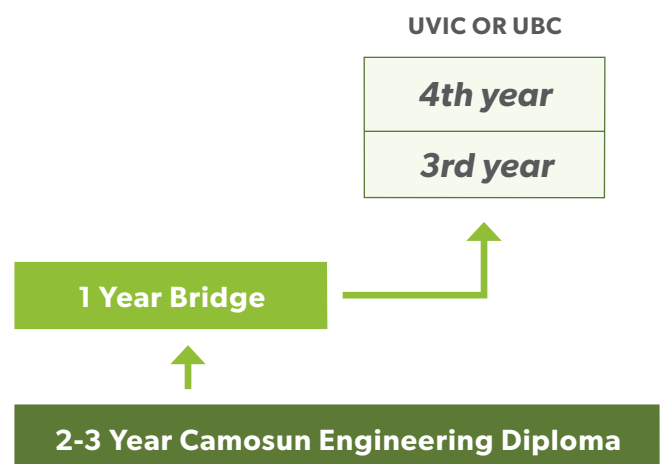 UVIC OR UBC
4th year
3rd year
1 Year Bridge
2-3 Year Camosun Engineering Diploma